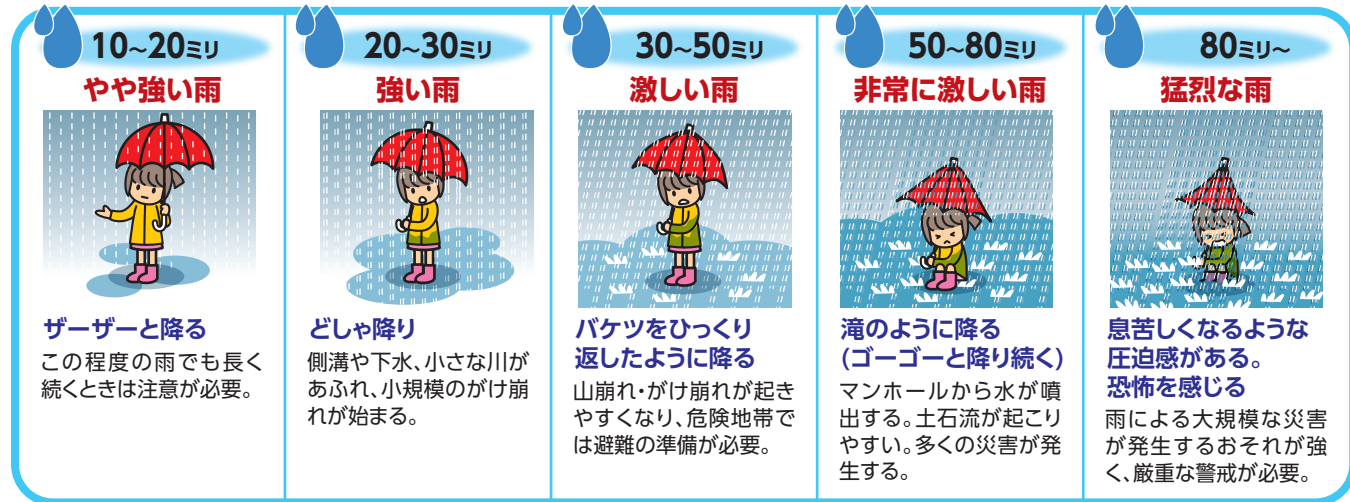 10~20ミリ
やや強い雨
ザーザーと降る
この程度の雨でも長く
続くときは注意が必要。
20~30ミリ
強い雨
どしゃ降り
側溝や下水、小さな川が
あふれ、小規模のがけ崩
れが始まる。
30~50ミリ
激しい雨
バケツをひっくり
返したように降る
山崩れ・がけ崩れが起き
やすくなり、危険地帯で
は避難の準備が必要。
50~80ミリ
非常に激しい雨
滝のように降る
(ゴーゴーと降り続く)
マンホールから水が噴
出する。土石流が起こり
やすい。多くの災害が発
生する。
80ミリ~
猛烈な雨
息苦しくなるような
圧迫感がある。
恐怖を感じる
雨による大規模な災害
が発生するおそれが強
く、厳重な警戒が必要。